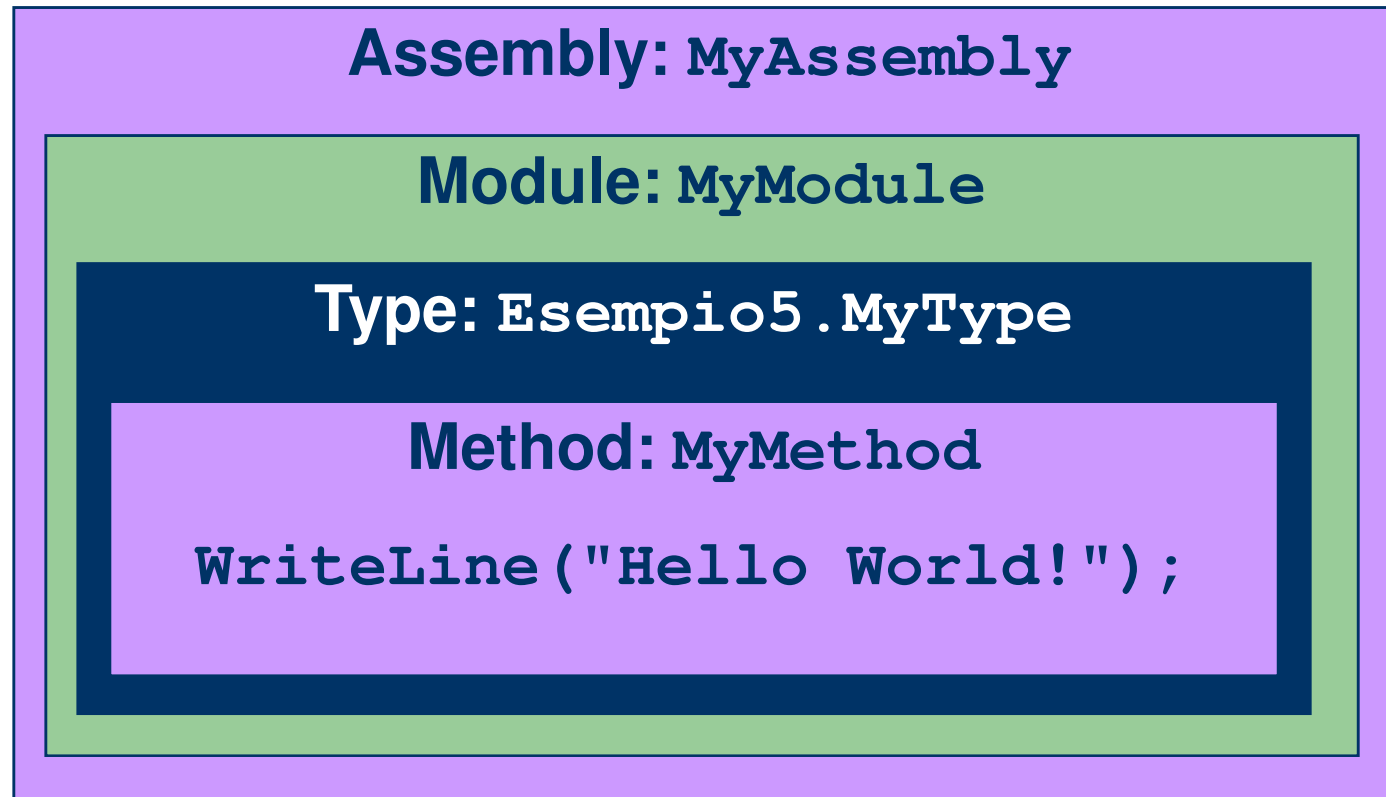 Assembly: MyAssembly
Module: MyModule
Type: Esempio5.MyType
Method: MyMethod
WriteLine("Hello World!");